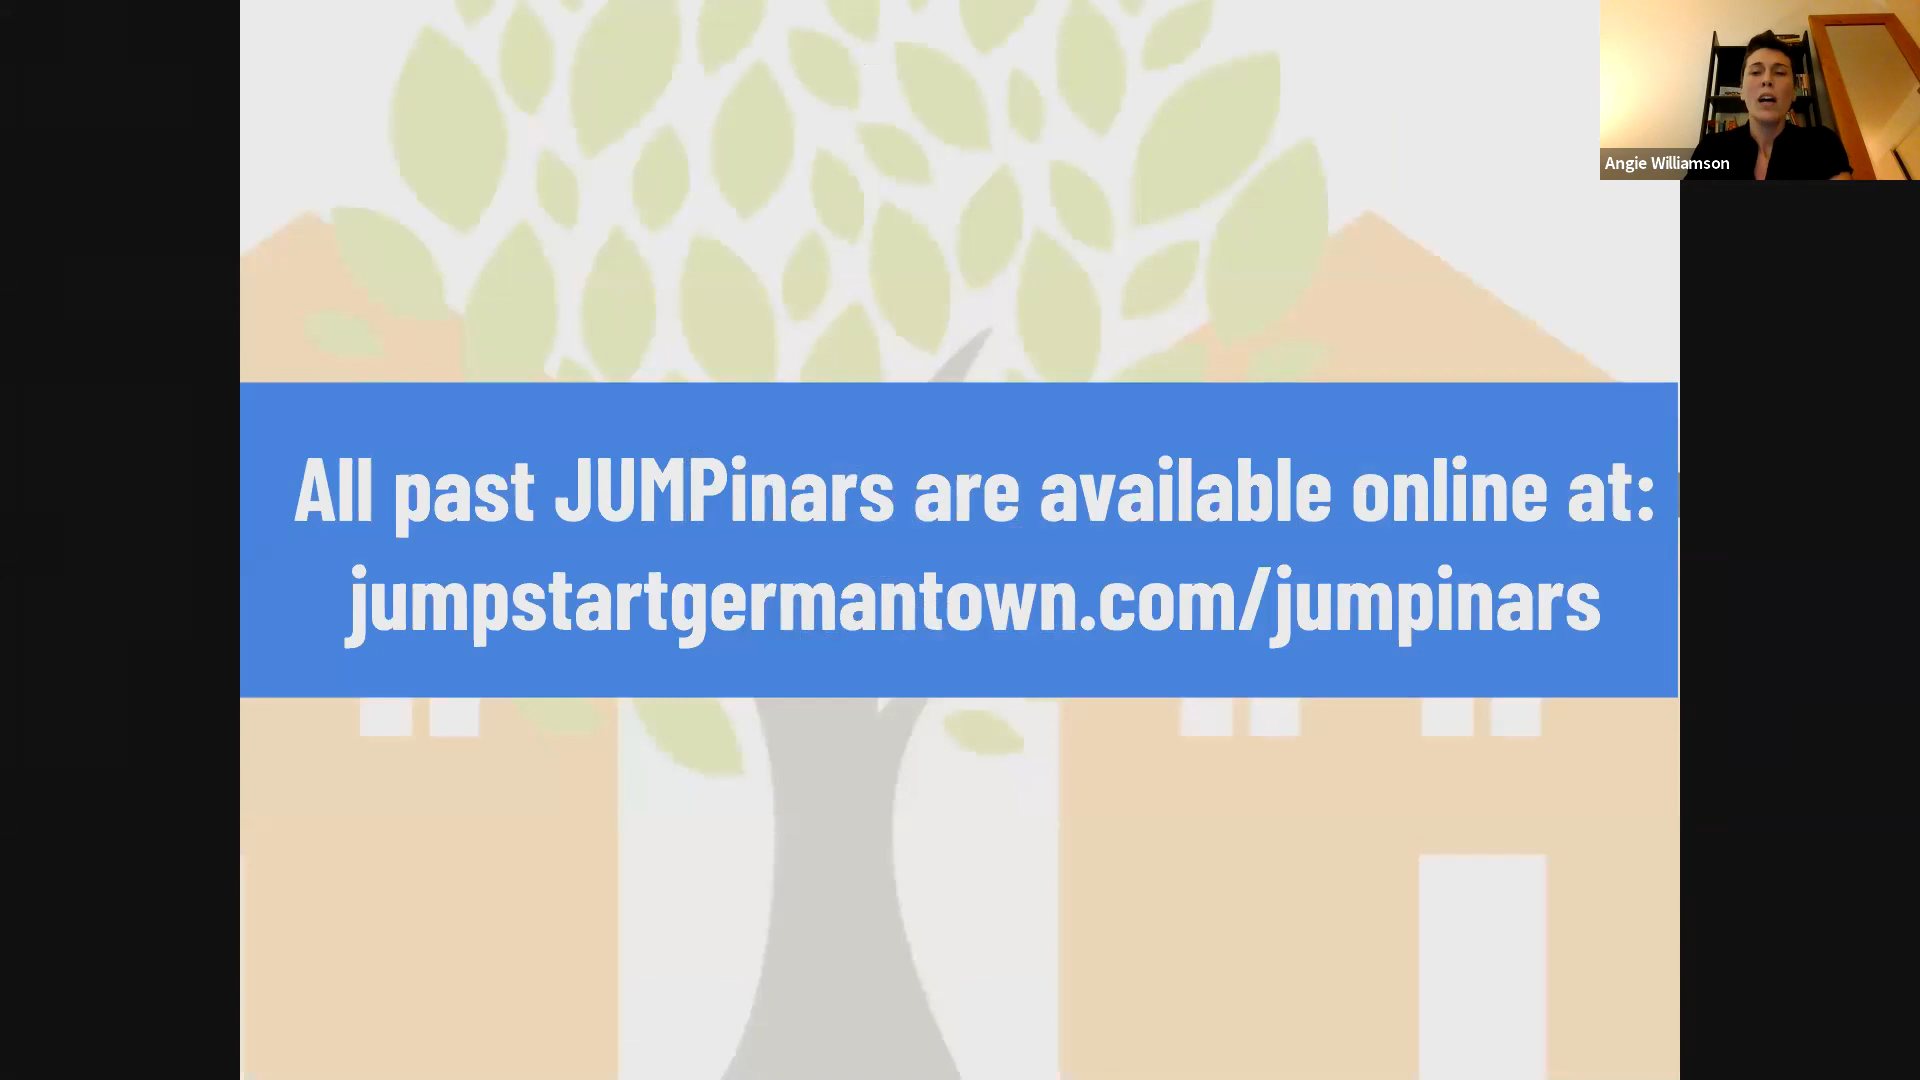 Angie Williamson
All past JUMPinars are available online at:
jumpstartgermantown.com/jumpinars